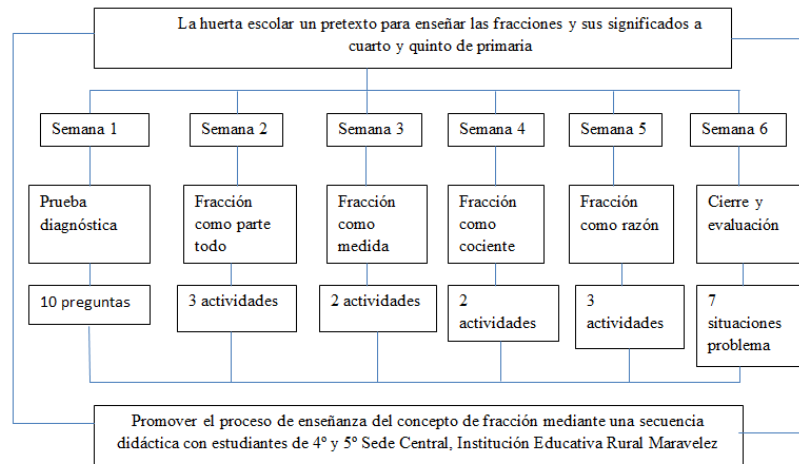 La huerta escolar un pretexto para enseñar las fracciones y sus significados a
cuarto y quinto de primaria
Semana 1
Semana 2
Semana 3
Semana 4
Semana 5
Semana 6
Prueba
diagnóstica
Fracción
como parte
todo
Fracción
como
medida
Fracción
como
cociente
Fracción
como razón
Cierre y
evaluación
10 preguntas
3 actividades
2 actividades
2
actividades
3
actividades
7
situaciones
problema
Promover el proceso de enseñanza del concepto de fracción mediante una secuencia
didáctica con estudiantes de 4º y 5º Sede Central, Institución Educativa Rural Maravelez